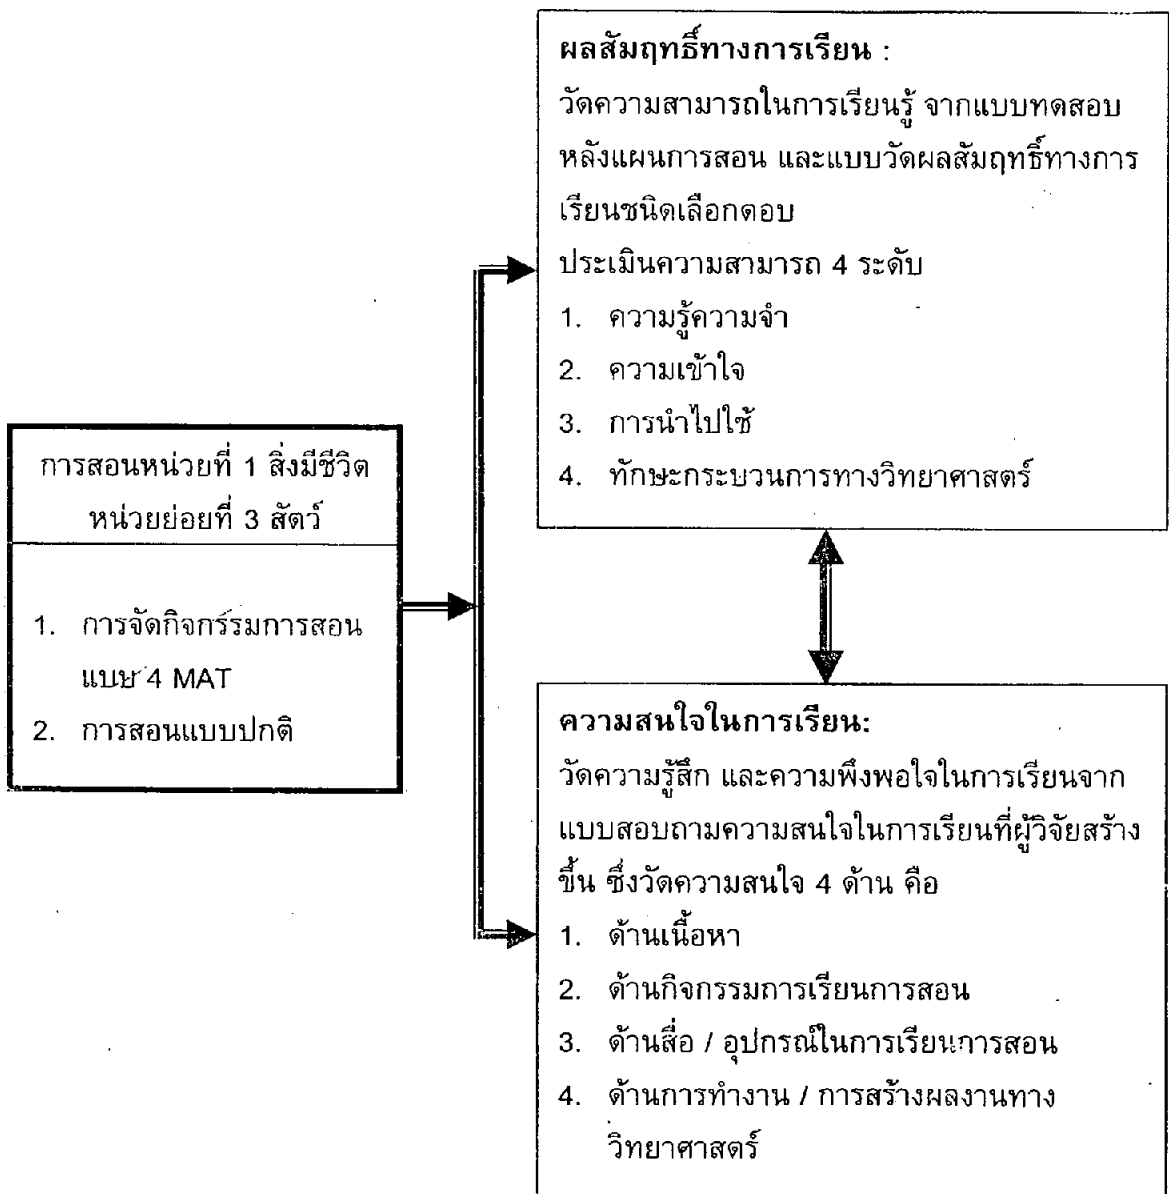 การสอนหน่วยที่ 1 สิ่งมีชีวิต
หน่วยย่อยที่ 3 สัตว์
1. การจัดกิจกรรมการสอน
แบบ 4 MAT
2. การสอนแบบปกติ
ผลสัมฤทธิ์ทางการเรียน :
วัดความสามารถในการเรียนรู้ จากแบบทดสอบ
หลังแผนการสอน และแบบวัดผลสัมฤทธิ์ทางการ
เรียนชนิดเลือกตอบ
ประเมินความสามารถ 4 ระดับ
1. ความรู้ความจำ
2. ความเข้าใจ
3. การนำไปใช้
4. ทักษะกระบวนการทางวิทยาศาสตร์
ความสนใจในการเรียน:
วัดความรู้สึก และความพึงพอใจในการเรียนจาก
แบบสอบถามความสนใจในการเรียนที่ผู้วิจัยสร้าง
ขึ้น ซึ่งวัดความสนใจ 4 ด้าน คือ
1. ด้านเนื้อหา
2. ด้านกิจกรรมการเรียนการสอน
3. ด้านสื่อ / อุปกรณ์ในการเรียนการสอน
4. ด้านการทำงาน / การสร้างผลงานทาง
วิทยาศาสตร์